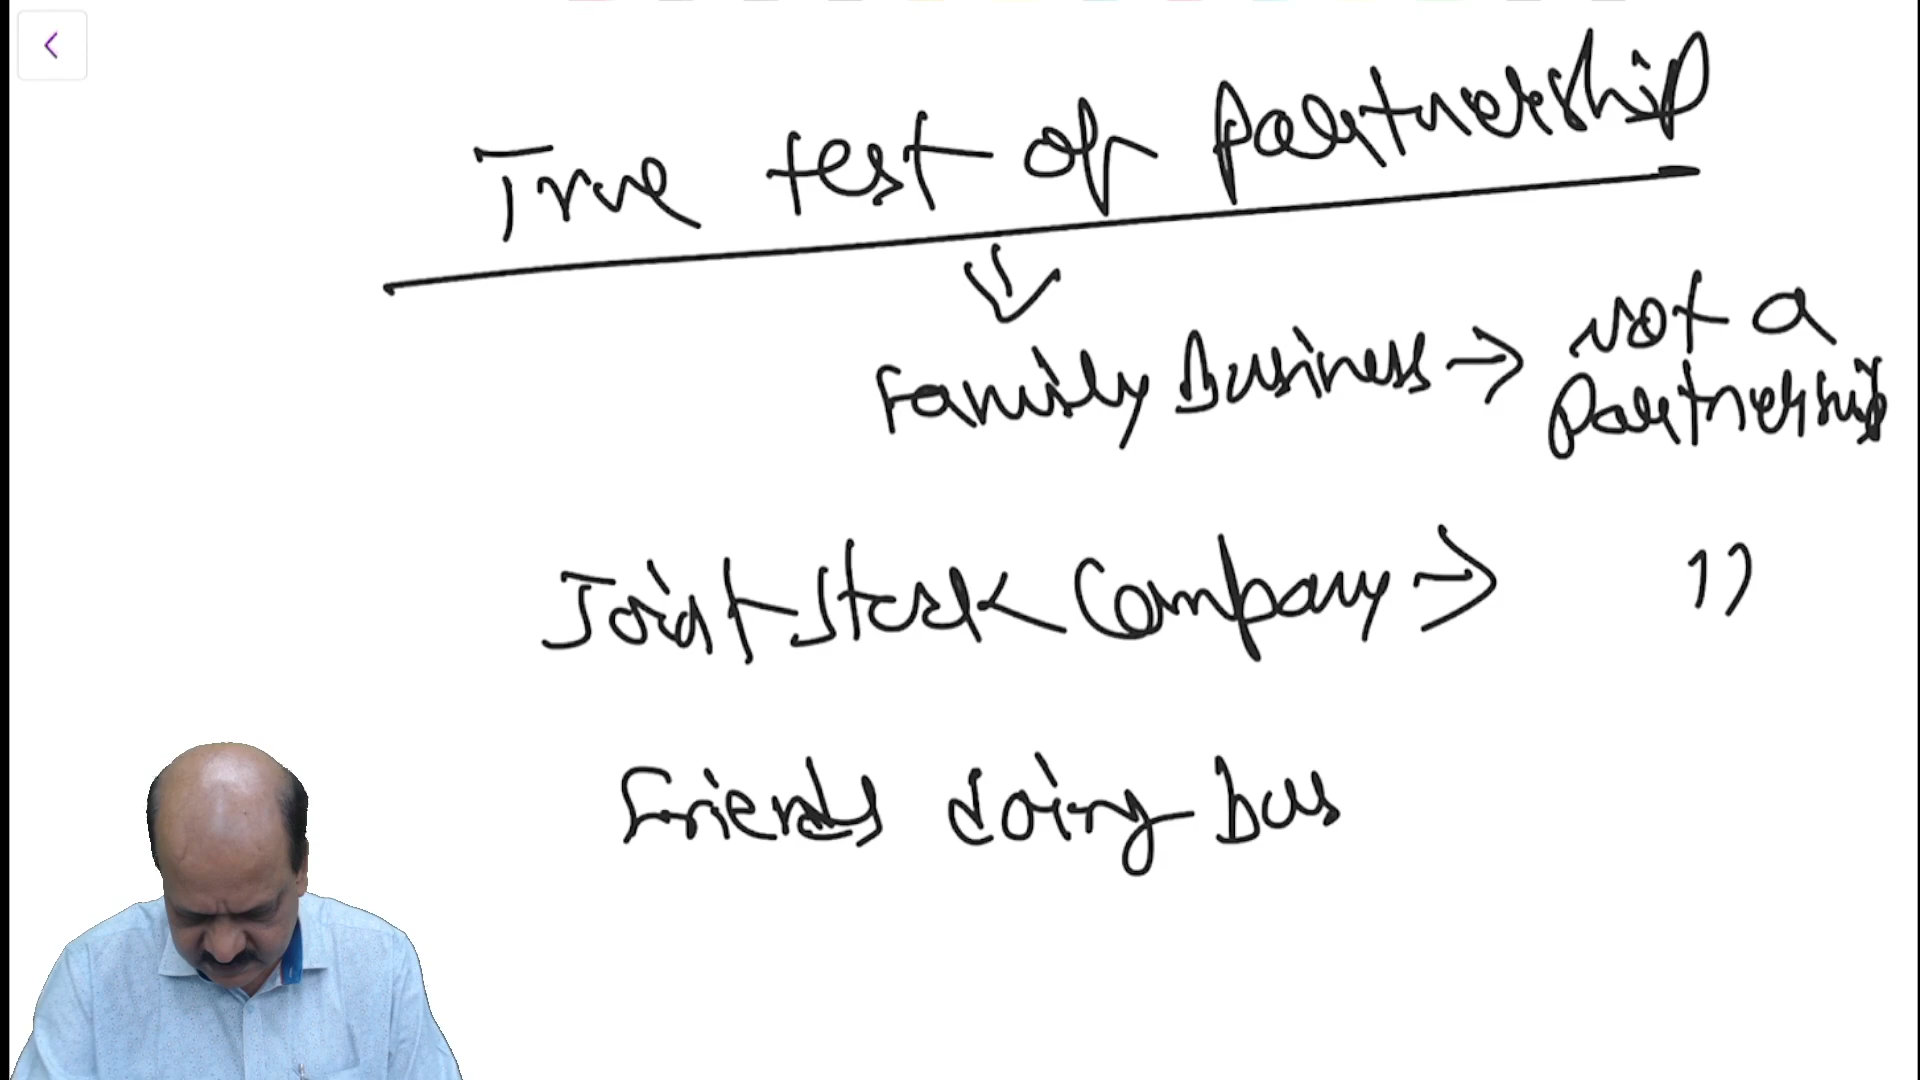 True test of partnership
Family Business → Not a
partnership
Joint Stock Company → ''
Friends doing bus